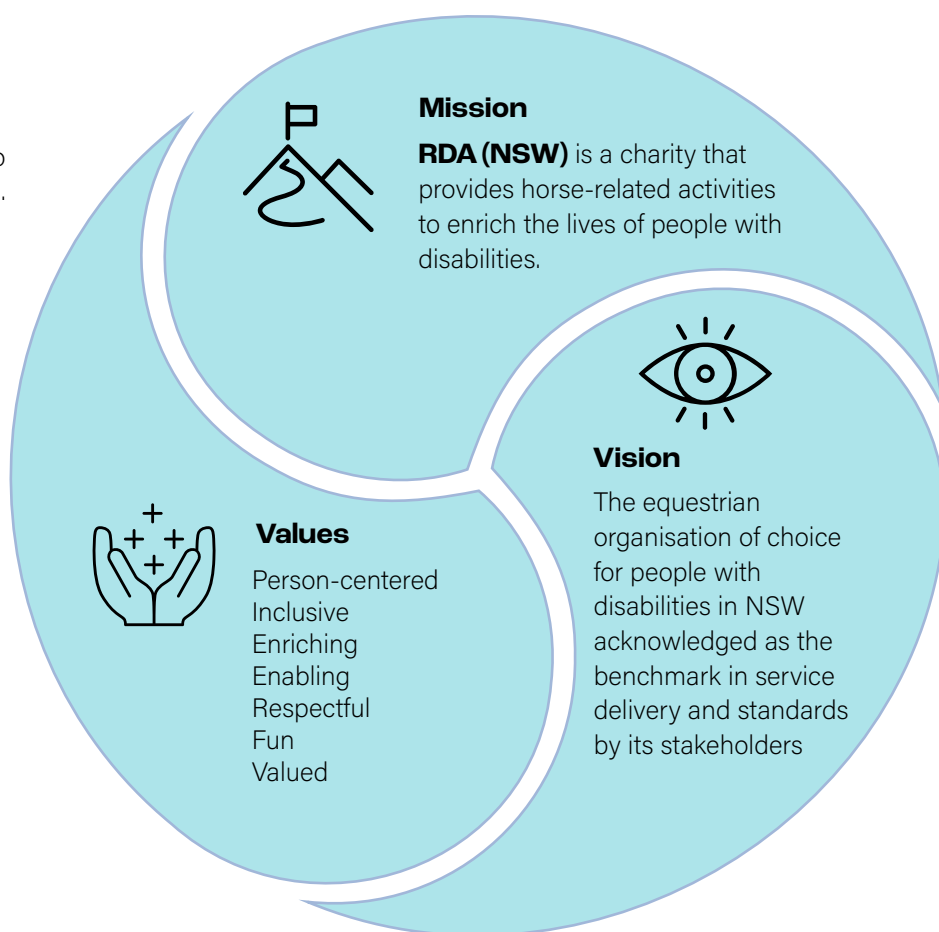 Mission
RDA (NSW) is a charity that
provides horse-related activities
to enrich the lives of people with
disabilities.
Vision
The equestrian
organisation of choice
for people with
disabilities in NSW
acknowledged as the
benchmark in service
delivery and standards
by its stakeholders
Values
Person-centered
Inclusive
Enriching
Enabling
Respectful
Fun
Valued